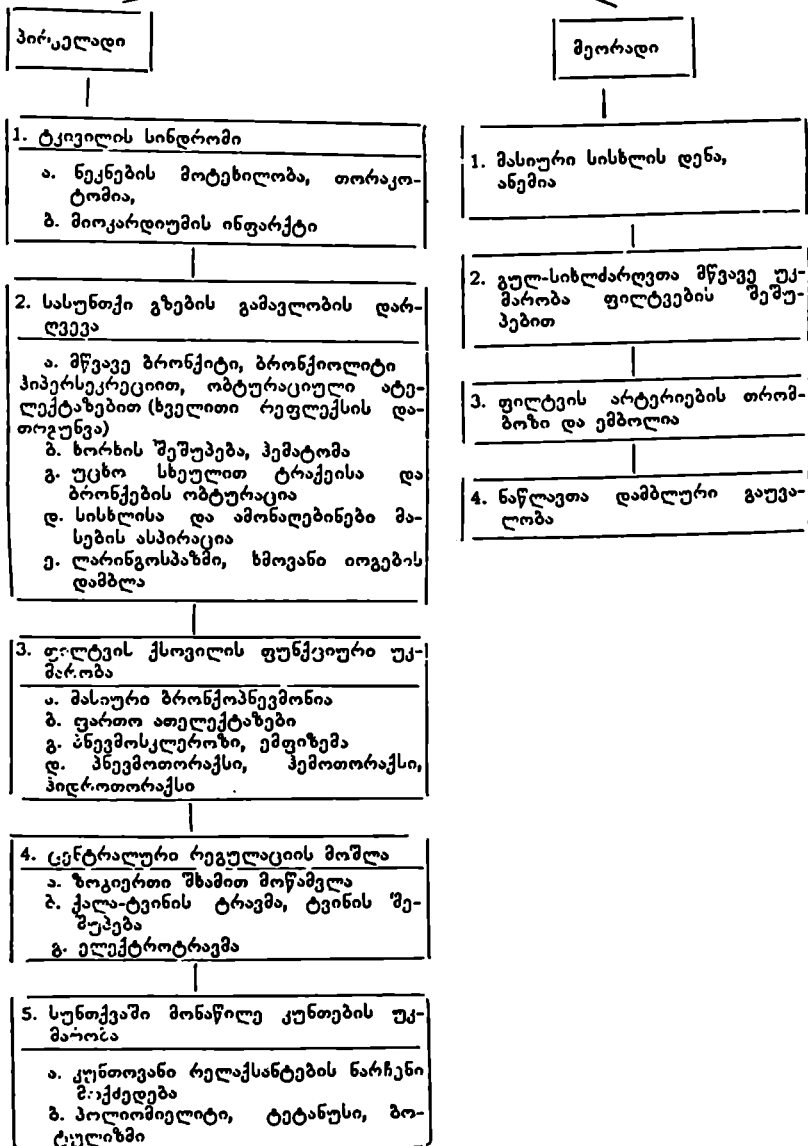 პირველადი
1. ტკივილის სინდრომი
ა. ნეკნების მოტეხილობა, თორაკო-
ტომია,
ბ. მიოკარდიუმის ინფარქტი
2. სასუნთქი გზების გამავლობის დარ-
ღვევა
ა. მწვავე ბრონქიტი, ბრონქიოლიტი
ჰიპერსეკრეციით, ობტურაციული ატე-
ლექტაზებით (ხველითი რეფლექსის და-
თრგუნვა)
ბ. ხორხის შეშუპება, ჰემატომა
გ. უცხო სხეულით ტრაქეისა და
ბრონქების ობტურაცია
დ. სისხლისა და ამონაღებინები მა-
სების ასპირაცია
ე. ლარინგოსპაზმი, ხმოვანი იოგების
დამბლა
3. ფილტვის ქსოვილის ფუნქციური უკ-
მარობა
ა. მასიური ბრონქოპნევმონია
ბ. ფართო ათელექტაზები
გ. პნევმოსკლეროზი, ემფიზემა
დ. პნევმოთორაქსი, ჰემოთორაქსი,
ჰიდროთორაქსი
4. ცენტრალური რეგულაციის მოშლა
ა. ზოგიერთი შხამით მოწამვლა
ბ. ქალა-ტვინის ტრავმა, ტვინის შე-
შუპება
გ. ელექტროტრავმა
5. სუნთქვაში მონაწილე კუნთების უკ-
მარობა
ა. კუნთოვანი რელაქსანტების ნარჩენი
მოქმედება
ბ. პოლიომიელიტი, ტეტანუსი, ბო-
ტულიზმი
მეორადი
1. მასიური სისხლის დენა,
ანემია
2. გულ-სისხლძარღვთა მწვავე უკ-
მარობა ფილტვების შეშუ-
პებით
3. ფილტვის არტერიების თრომ-
ბოზი და ემბოლია
4. ნაწლავთა დამბლური გაუვა-
ლობა